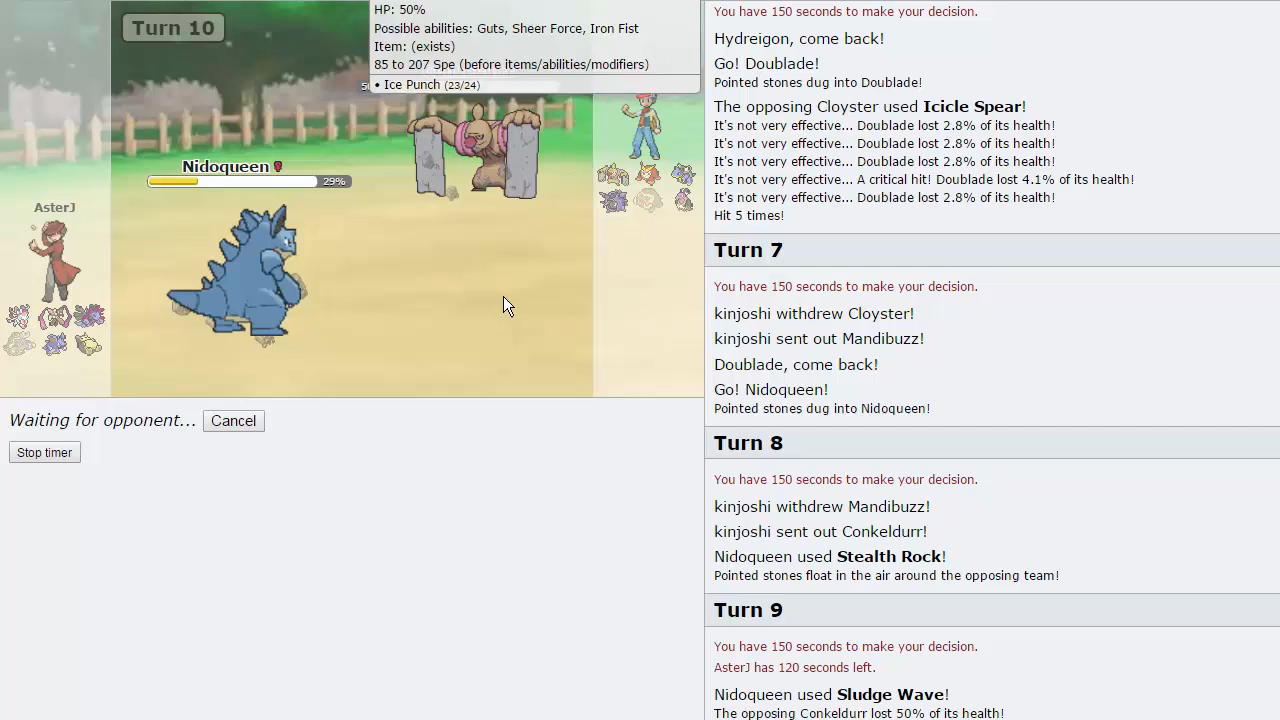 Turn 10
HP: 50%
Possible abilities: Guts, Sheer Force, Iron Fist
Item: (exists)
85 to 207 Spe (before items/abilities/modifiers)
• Ice Punch (23/24)
Nidoqueen
29%
AsterJ
Waiting for opponent... Cancel
Stop timer
You have 150 seconds to make your decision.
Hydreigon, come back!
Go! Doublade!
Pointed stones dug into Doublade!
The opposing Cloyster used Icicle Spear!
It's not very effective... Doublade lost 2.8% of its health!
It's not very effective... Doublade lost 2.8% of its health!
It's not very effective... Doublade lost 2.8% of its health!
It's not very effective... A critical hit! Doublade lost 4.1% of its health!
It's not very effective... Doublade lost 2.8% of its health!
Hit 5 times!
Turn 7
You have 150 seconds to make your decision.
kinjoshi withdrew Cloyster!
kinjoshi sent out Mandibuzz!
Doublade, come back!
Go! Nidoqueen!
Pointed stones dug into Nidoqueen!
Turn 8
You have 150 seconds to make your decision.
kinjoshi withdrew Mandibuzz!
kinjoshi sent out Conkeldurr!
Nidoqueen used Stealth Rock!
Pointed stones float in the air around the opposing team!
Turn 9
You have 150 seconds to make your decision.
AsterJ has 120 seconds left.
Nidoqueen used Sludge Wave!
The opposing Conkeldurr lost 50% of its health!